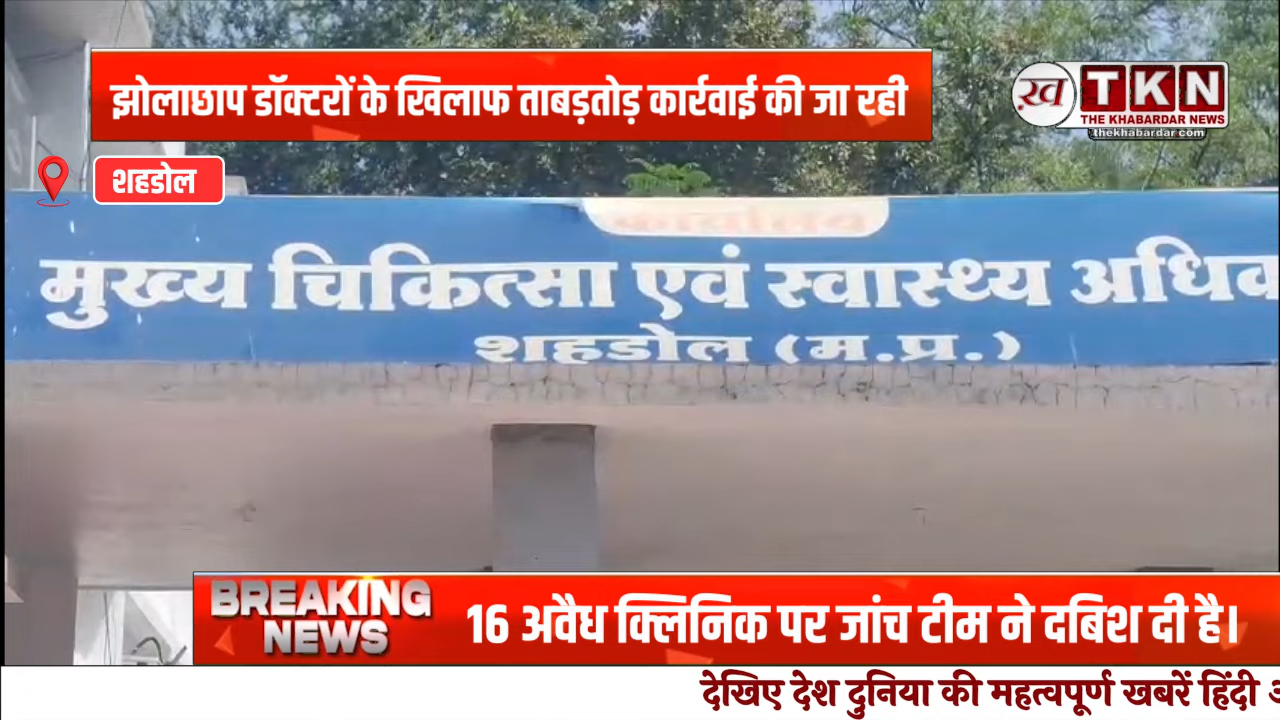 झोलाछाप डॉक्टरों के खिलाफ ताबड़तोड़ कार्रवाई की जा रही
ख़ TKN
THE KHABARDAR NEWS
thekhabardar.com
शहडोल
कार्यालय
मुख्य चिकित्सा एवं स्वास्थ्य
शहडोल (म.प्र.)
BREAKING NEWS
16 अवैध क्लिनिक पर जांच टीम ने दबिश दी है।
देखिए देश दुनिया की महत्वपूर्ण खबरें हिंदी